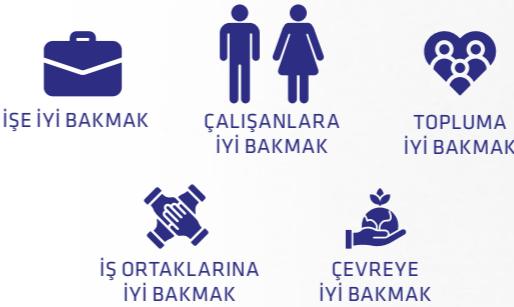 İŞE İYİ BAKMAK
ÇALIŞANLARA
İYİ BAKMAK
TOPLUMA
İYİ BAKMAK
İŞ ORTAKLARINA
İYİ BAKMAK
ÇEVREYE
İYİ BAKMAK